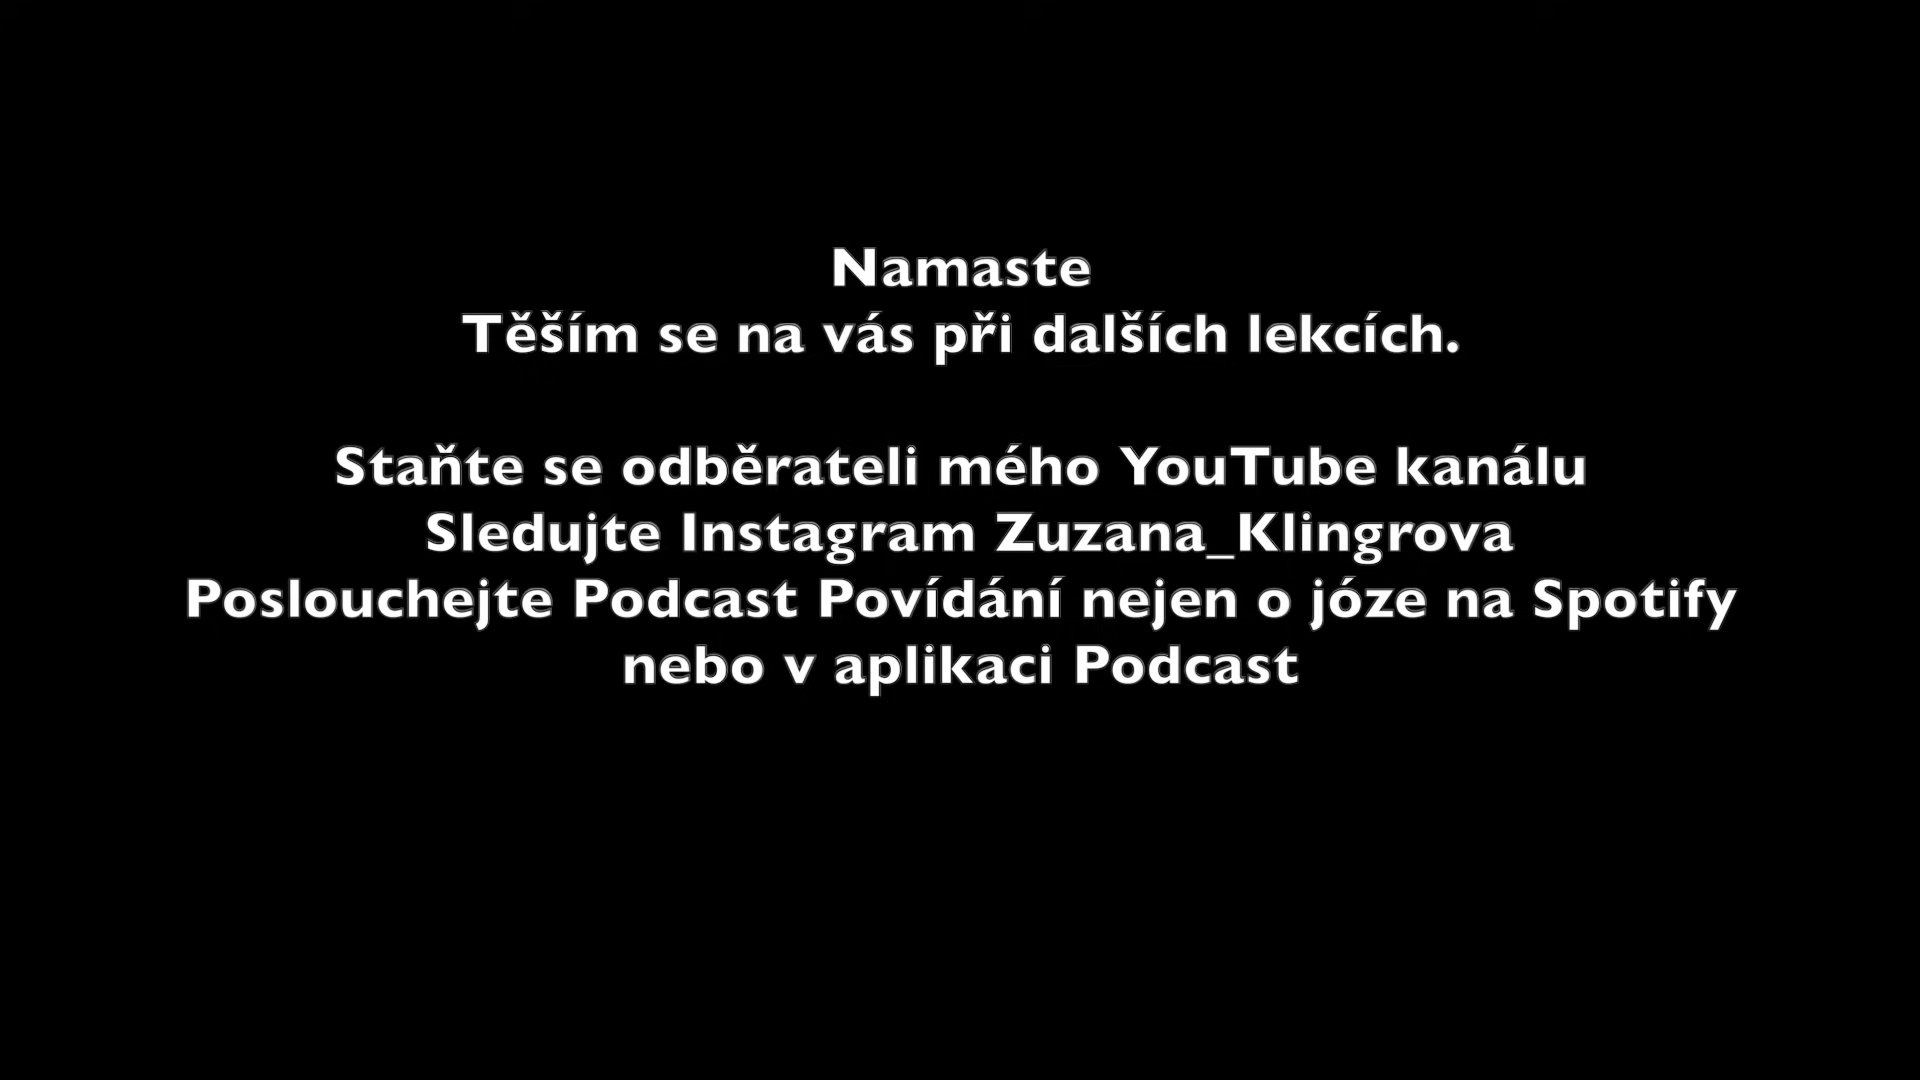 Namaste
Těším se na vás při dalších lekcích.
Staňte se odběrateli mého YouTube kanálu
Sledujte Instagram Zuzana_Klingrova
Poslouchejte Podcast Povídání nejen o józe na Spotify
nebo v aplikaci Podcast